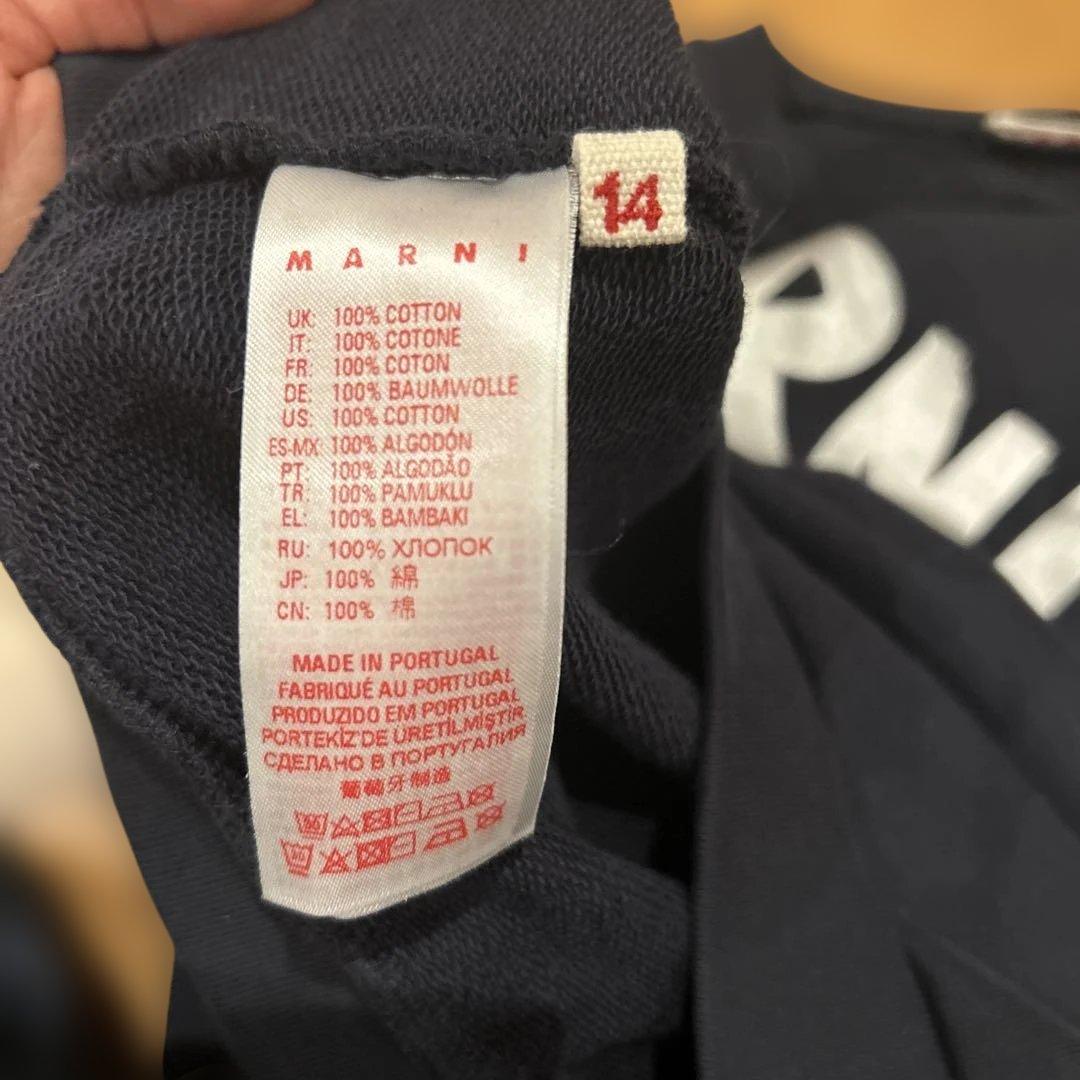 14
MARNI
UK: 100% COTTON
IT: 100% COTONE
FR: 100% COTON
DE: 100% BAUMWOLLE
US: 100% COTTON
ES-MX: 100% ALGODÓN
PT: 100% ALGODÃO
TR: 100% PAMUKLU
EL: 100% BAMBAKI
RU: 100% ХЛОПОК
JP: 100% 綿
CN: 100% 棉
MADE IN PORTUGAL
FABRIQUÉ AU PORTUGAL
PRODUZIDO EM PORTUGAL
PORTEKİZ'DE ÜRETİLMİŞTİR
СДЕЛАНО В ПОРТУГАЛИЯ
葡萄牙制造
RNI